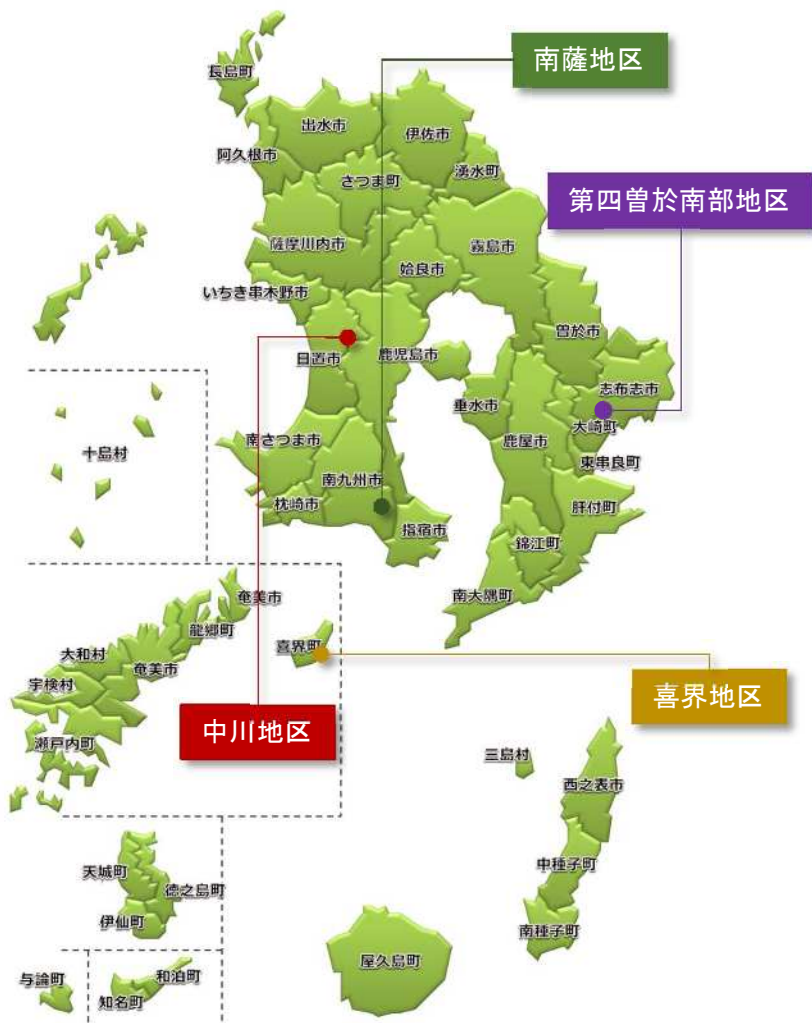 南薩地区
長島町
出水市
伊佐市
阿久根市
湧水町
さつま町
第四曽於南部地区
薩摩川内市
霧島市
姶良市
いちき串木野市
曽於市
日置市
鹿児島市
志布志市
垂水市
大崎町
南さつま市
鹿屋市
十島村
東串良町
南九州市
枕崎市
肝付町
指宿市
錦江町
南大隅町
奄美市
龍郷町
喜界町
大和村
奄美市
宇検村
喜界地区
中川地区
瀬戸内町
三島村
西之表市
中種子町
天城町
徳之島町
伊仙町
南種子町
屋久島町
和泊町
与論町
知名町